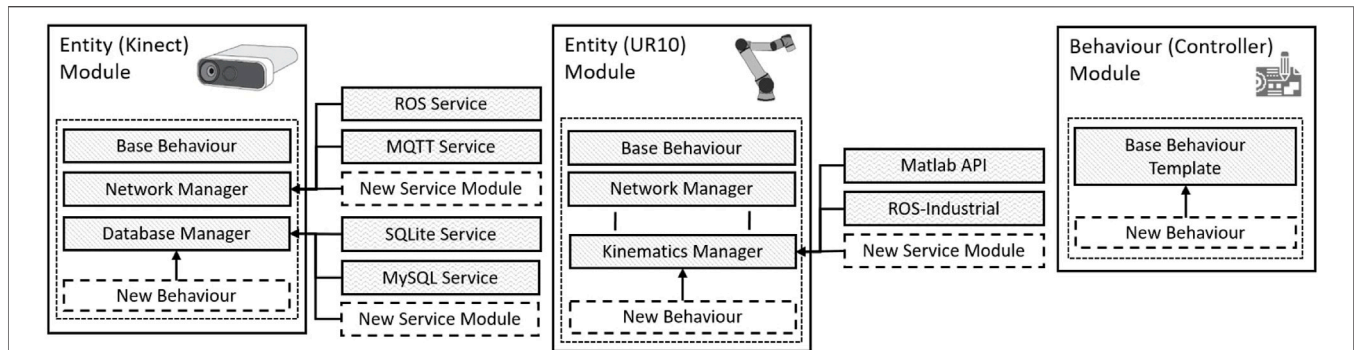 Entity (Kinect)
Module
Base Behaviour
Network Manager
Database Manager
New Behaviour
ROS Service
MQTT Service
New Service Module
SQLite Service
MySQL Service
New Service Module
Entity (UR10)
Module
Base Behaviour
Network Manager
Kinematics Manager
New Behaviour
Matlab API
ROS-Industrial
New Service Module
Behaviour (Controller)
Module
Base Behaviour
Template
New Behaviour